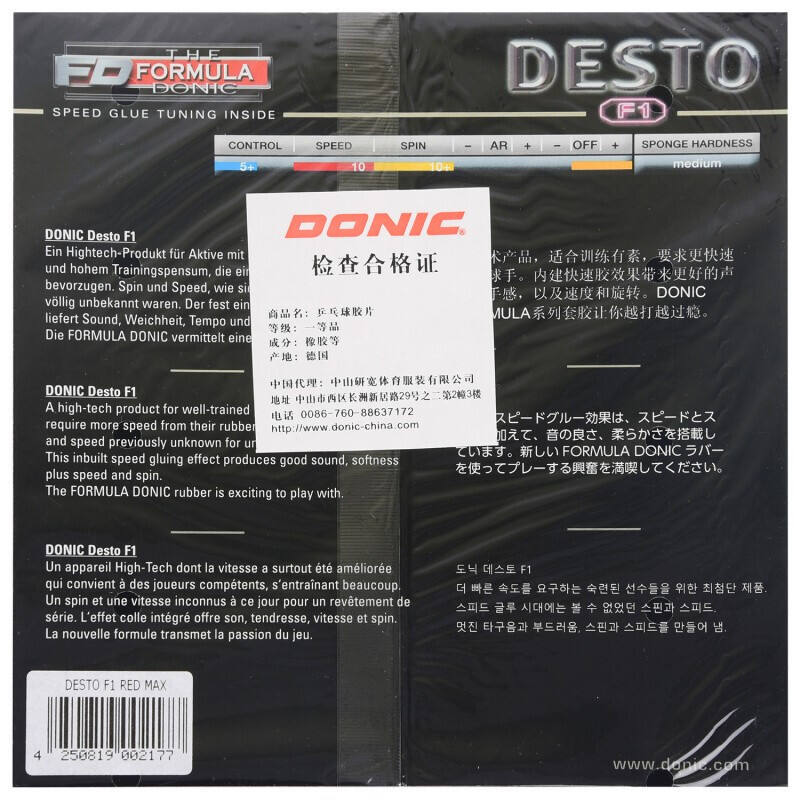 THE
FD FORMULA
DONIC
SPEED GLUE TUNING INSIDE
DESTO
F1
CONTROL SPEED SPIN – AR + – OFF + SPONGE HARDNESS
5+ 10 10+ medium
DONIC Desto F1
Ein Hightech-Produkt für Aktive mit
und hohem Trainingspensum, die ein
bevorzugen. Spin und Speed, wie sie
völlig unbekannt waren. Der fest ein
liefert Sound, Weichheit, Tempo und
Die FORMULA DONIC vermittelt eine
DONIC Desto F1
A high-tech product for well-trained
require more speed from their rubber
and speed previously unknown for un
This inbuilt speed gluing effect produces good sound, softness
plus speed and spin.
The FORMULA DONIC rubber is exciting to play with.
DONIC Desto F1
Un appareil High-Tech dont la vitesse a surtout été améliorée
qui convient à des joueurs compétents, s'entraînant beaucoup.
Un spin et une vitesse inconnus à ce jour pour un revêtement de
série. L'effet colle intégré offre son, tendresse, vitesse et spin.
La nouvelle formule transmet la passion du jeu.
DONIC®
检查合格证
商品名：乒乓球胶片
等级：一等品
成分：橡胶等
产地：德国
中国代理：中山研宽体育服装有限公司
地址 中山市西区长洲新居路29号之二第2幢3楼
电话 0086-760-88637172
http://www.donic-china.com
术产品，适合训练有素，要求更快速
球手。内建快速胶效果带来更好的声
手感，以及速度和旋转。DONIC
MULA系列套胶让你越打越过瘾。
スピードグルー効果は、スピードとス
加えて、音の良さ、柔らかさを搭載し
ています。新しい FORMULA DONIC ラバー
を使ってプレーする興奮を満喫してください。
도닉 데스토 F1
더 빠른 속도를 요구하는 숙련된 선수들을 위한 최첨단 제품.
스피드 글루 시대에는 볼 수 없었던 스핀과 스피드.
멋진 타구음과 부드러움, 스핀과 스피드를 만들어 냄.
DESTO F1 RED MAX
4 250819 002177
www.donic.com